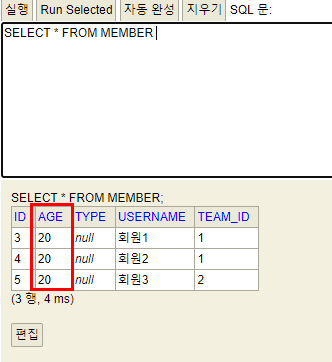 실행 Run Selected 자동 완성 지우기 SQL 문:
SELECT * FROM MEMBER
SELECT * FROM MEMBER;
ID AGE TYPE USERNAME TEAM_ID
3 20 null 회원1 1
4 20 null 회원2 1
5 20 null 회원3 2
(3 행, 4 ms)
편집